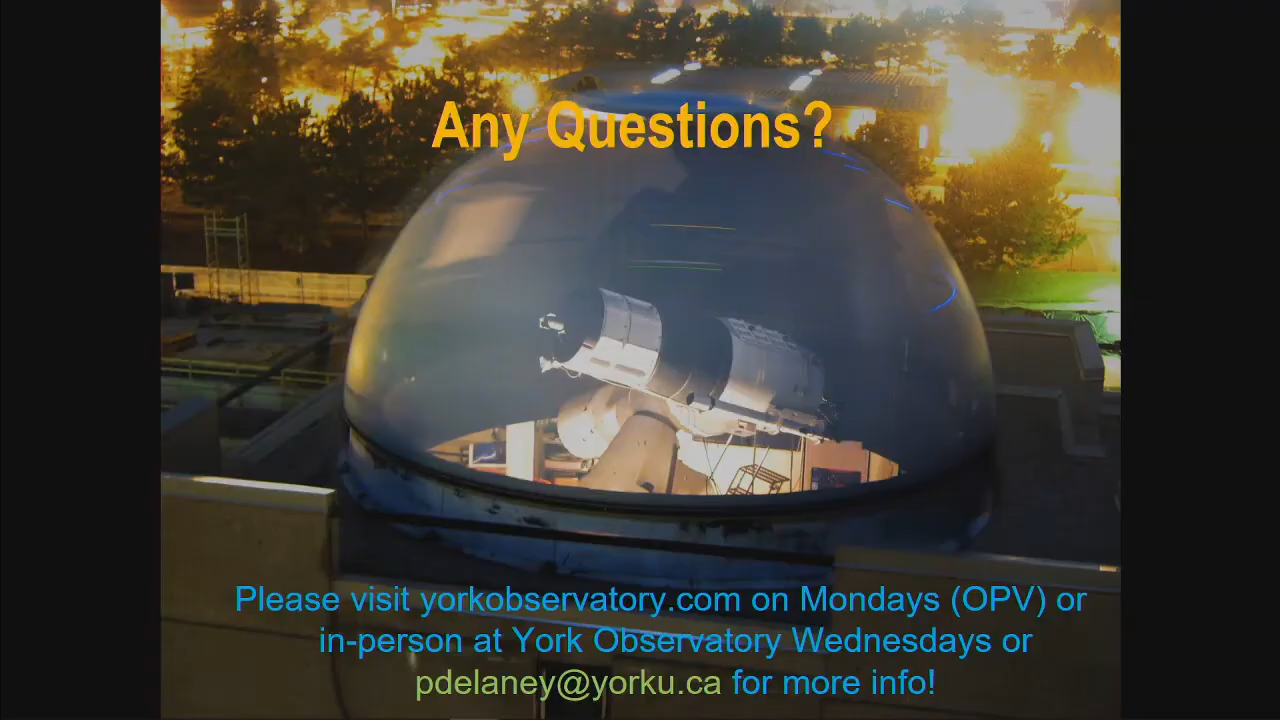 Any Questions?
Please visit yorkobservatory.com on Mondays (OPV) or
in-person at York Observatory Wednesdays or
pdelaney@yorku.ca for more info!